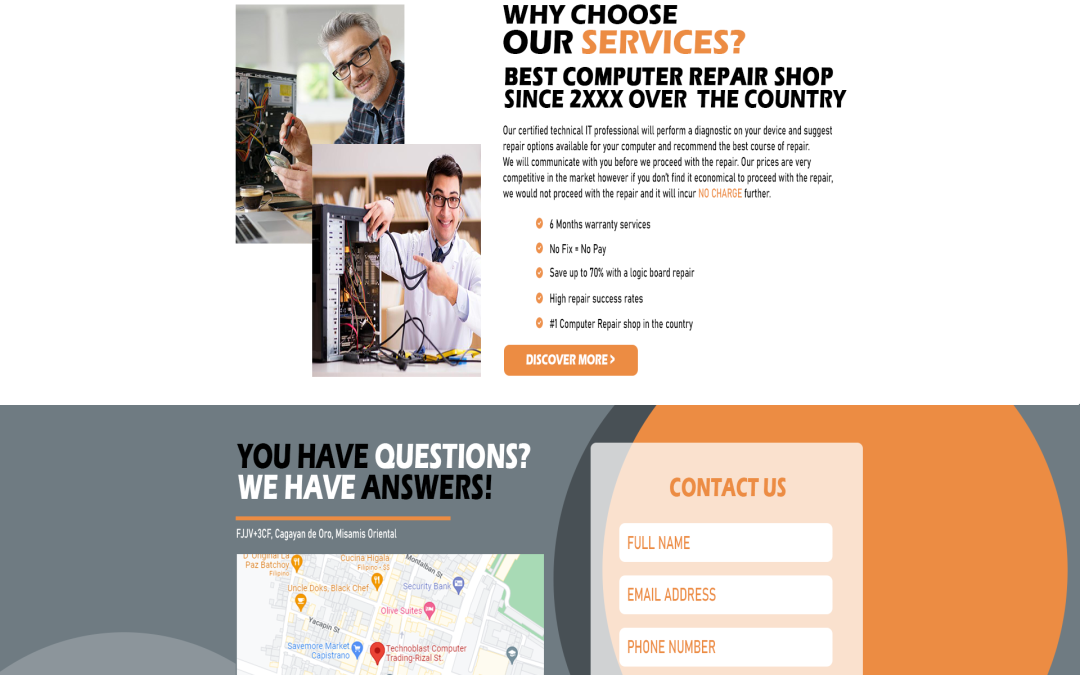 WHY CHOOSE
OUR SERVICES?
BEST COMPUTER REPAIR SHOP
SINCE 2XXX OVER THE COUNTRY
Our certified technical IT professional will perform a diagnostic on your device and suggest
repair options available for your computer and recommend the best course of repair.
We will communicate with you before we proceed with the repair. Our prices are very
competitive in the market however if you don't find it economical to proceed with the repair,
we would not proceed with the repair and it will incur NO CHARGE further.
6 Months warranty services
No Fix = No Pay
Save up to 70% with a logic board repair
High repair success rates
#1 Computer Repair shop in the country
DISCOVER MORE >
YOU HAVE QUESTIONS?
WE HAVE ANSWERS!
FJJV+3CF, Cagayan de Oro, Misamis Oriental
D' Original La
Paz Batchoy
Filipino
Cucina Higala
Filipino • $$
Montalban St
Uncle Doks, Black Chef
Security Bank
Olive Suites
Yacapin St
Savemore Market
Capistrano
Technoblast Computer
Trading-Rizal St.
CONTACT US
FULL NAME
EMAIL ADDRESS
PHONE NUMBER